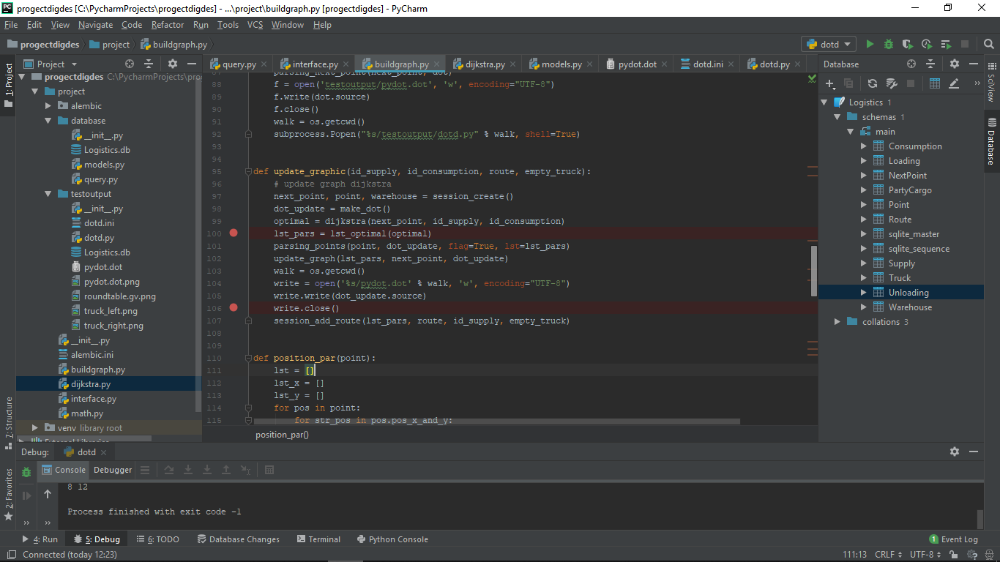 progectdigdes [C:\PycharmProjects\progectdigdes] - ...\project\buildgraph.py [progectdigdes] - PyCharm
File Edit View Navigate Code Refactor Run Tools VCS Window Help
progectdigdes project buildgraph.py dotd
1: Project
Project
progectdigdes C:\PycharmProjects\pro
project
alembic
database
__init__.py
Logistics.db
models.py
query.py
testoutput
__init__.py
dotd.ini
dotd.py
Logistics.db
pydot.dot
pydot.dot.png
roundtable.gv.png
truck_left.png
truck_right.png
__init__.py
alembic.ini
buildgraph.py
dijkstra.py
interface.py
math.py
venv library root
External Libraries
Z: Structure
2: Favorites
query.py interface.py buildgraph.py dijkstra.py models.py pydot.dot dotd.ini dotd.py
87 parsing_next_point(point, dot)
88 f = open('testoutput/pydot.dot', 'w', encoding="UTF-8")
89 f.write(dot.source)
90 f.close()
91 walk = os.getcwd()
92 subprocess.Popen("%s/testoutput/dotd.py" % walk, shell=True)
93
94
95 def update_graphic(id_supply, id_consumption, route, empty_truck):
96 # update graph dijkstra
97 next_point, point, warehouse = session_create()
98 dot_update = make_dot()
99 optimal = dijkstra(next_point, id_supply, id_consumption)
100 lst_pars = lst_optimal(optimal)
101 parsing_points(point, dot_update, flag=True, lst=lst_pars)
102 update_graph(lst_pars, next_point, dot_update)
103 walk = os.getcwd()
104 write = open('%s/pydot.dot' % walk, 'w', encoding="UTF-8")
105 write.write(dot_update.source)
106 write.close()
107 session_add_route(lst_pars, route, id_supply, empty_truck)
108
109
110 def position_par(point):
111 lst = []
112 lst_x = []
113 lst_y = []
114 for pos in point:
115 for str_pos in pos.pos_x_and_y:
position_par()
Database
Logistics 1
schemas 1
main
Consumption
Loading
NextPoint
PartyCargo
Point
Route
sqlite_master
sqlite_sequence
Supply
Truck
Unloading
Warehouse
collations 3
SciView
Database
Debug: dotd
Console Debugger
8 12
Process finished with exit code -1
4: Run 5: Debug 6: TODO Database Changes Terminal Python Console 1 Event Log
Connected (today 12:23) 111:13 CRLF UTF-8